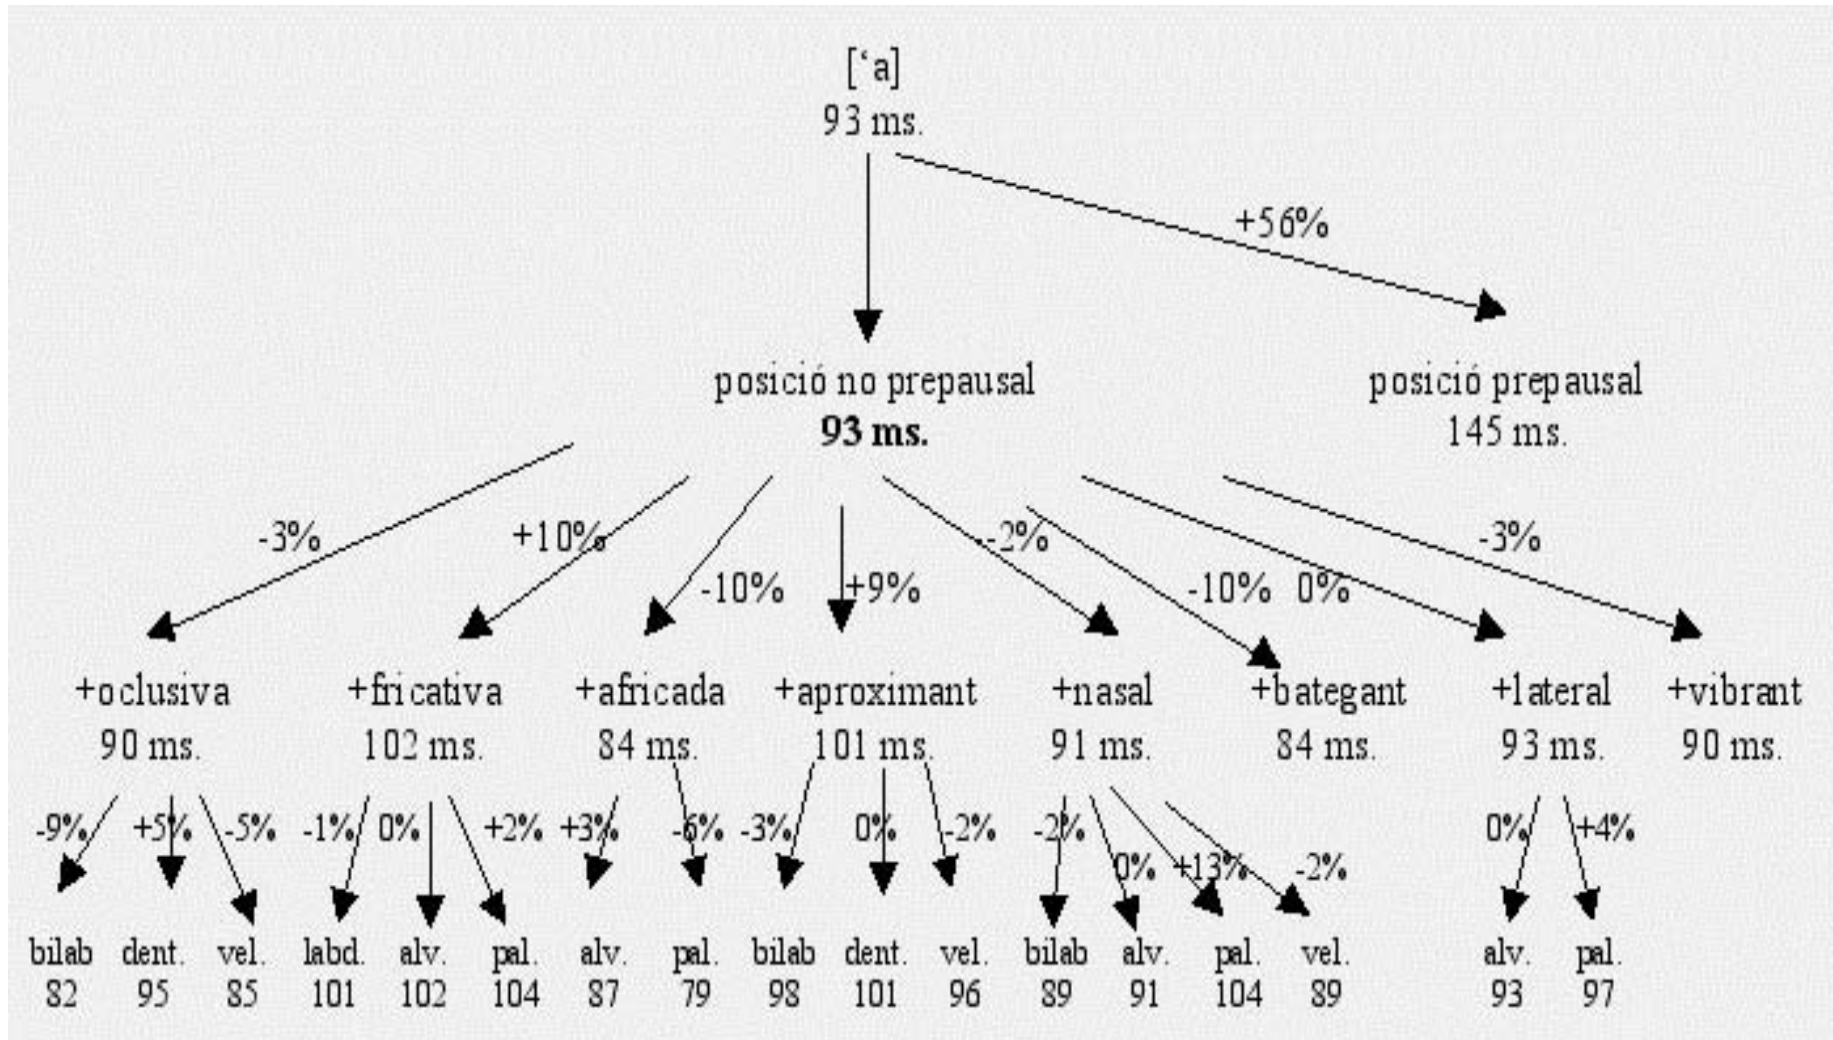 [‘a]
93 ms.
+56%
posició no prepausal posició prepausal
93 ms. 145 ms.
-3% +10% --2% -3%
-10% +9% -10% 0%
+oclusiva +fricativa +africada +aproximant +nasal +bategant +lateral +vibrant
90 ms. 102 ms. 84 ms. 101 ms. 91 ms. 84 ms. 93 ms. 90 ms.
-9% +5% -5% -1% 0% +2% +3% -6% -3% 0% -2% -2% 0% +4%
0% +13% -2%
bilab dent. vel. labd. alv. pal. alv. pal. bilab dent. vel. bilab alv. pal. vel. alv. pal.
82 95 85 101 102 104 87 79 98 101 96 89 91 104 89 93 97